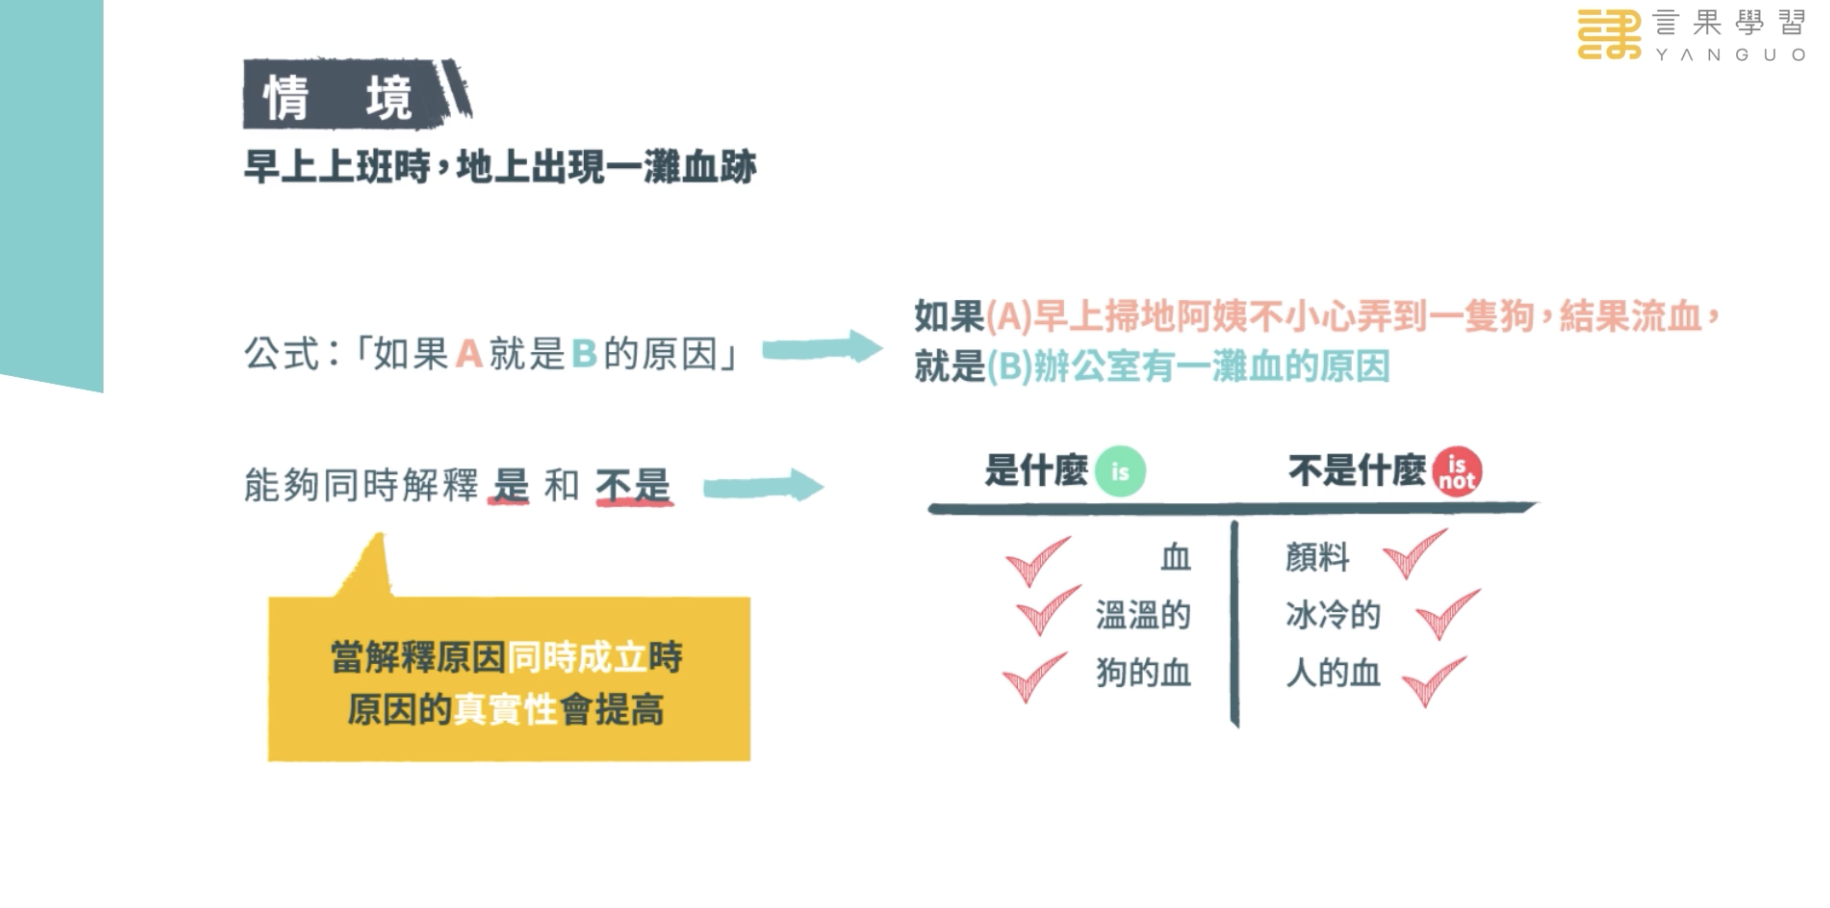 言果學習
YANGUO
情境
早上上班時，地上出現一灘血跡
公式：「如果A就是B的原因」
如果(A)早上掃地阿姨不小心弄到一隻狗，結果流血，
就是(B)辦公室有一灘血的原因
能夠同時解釋 是 和 不是
是什麼 is
不是什麼 is not
血
顏料
溫溫的
冰冷的
狗的血
人的血
當解釋原因同時成立時
原因的真實性會提高